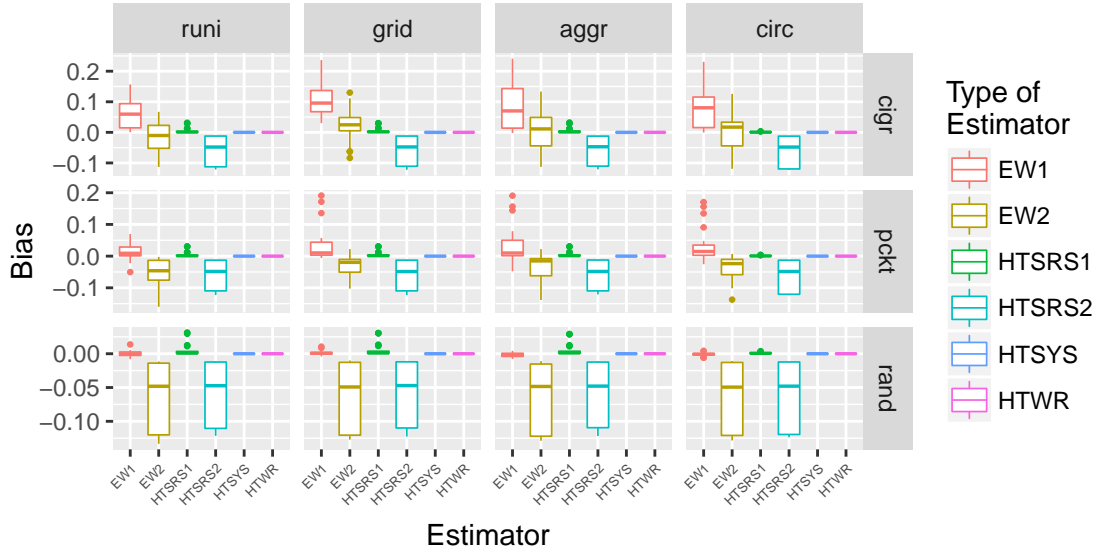 runi grid aggr circ
0.2
0.1
0.0
−0.1
cigr
0.2
0.1
0.0
−0.1
pckt
0.00
−0.05
−0.10
rand
Bias
EW1 EW2 HTSRS1 HTSRS2 HTSYS HTWR EW1 EW2 HTSRS1 HTSRS2 HTSYS HTWR EW1 EW2 HTSRS1 HTSRS2 HTSYS HTWR EW1 EW2 HTSRS1 HTSRS2 HTSYS HTWR
Estimator
Type of
Estimator
EW1
EW2
HTSRS1
HTSRS2
HTSYS
HTWR